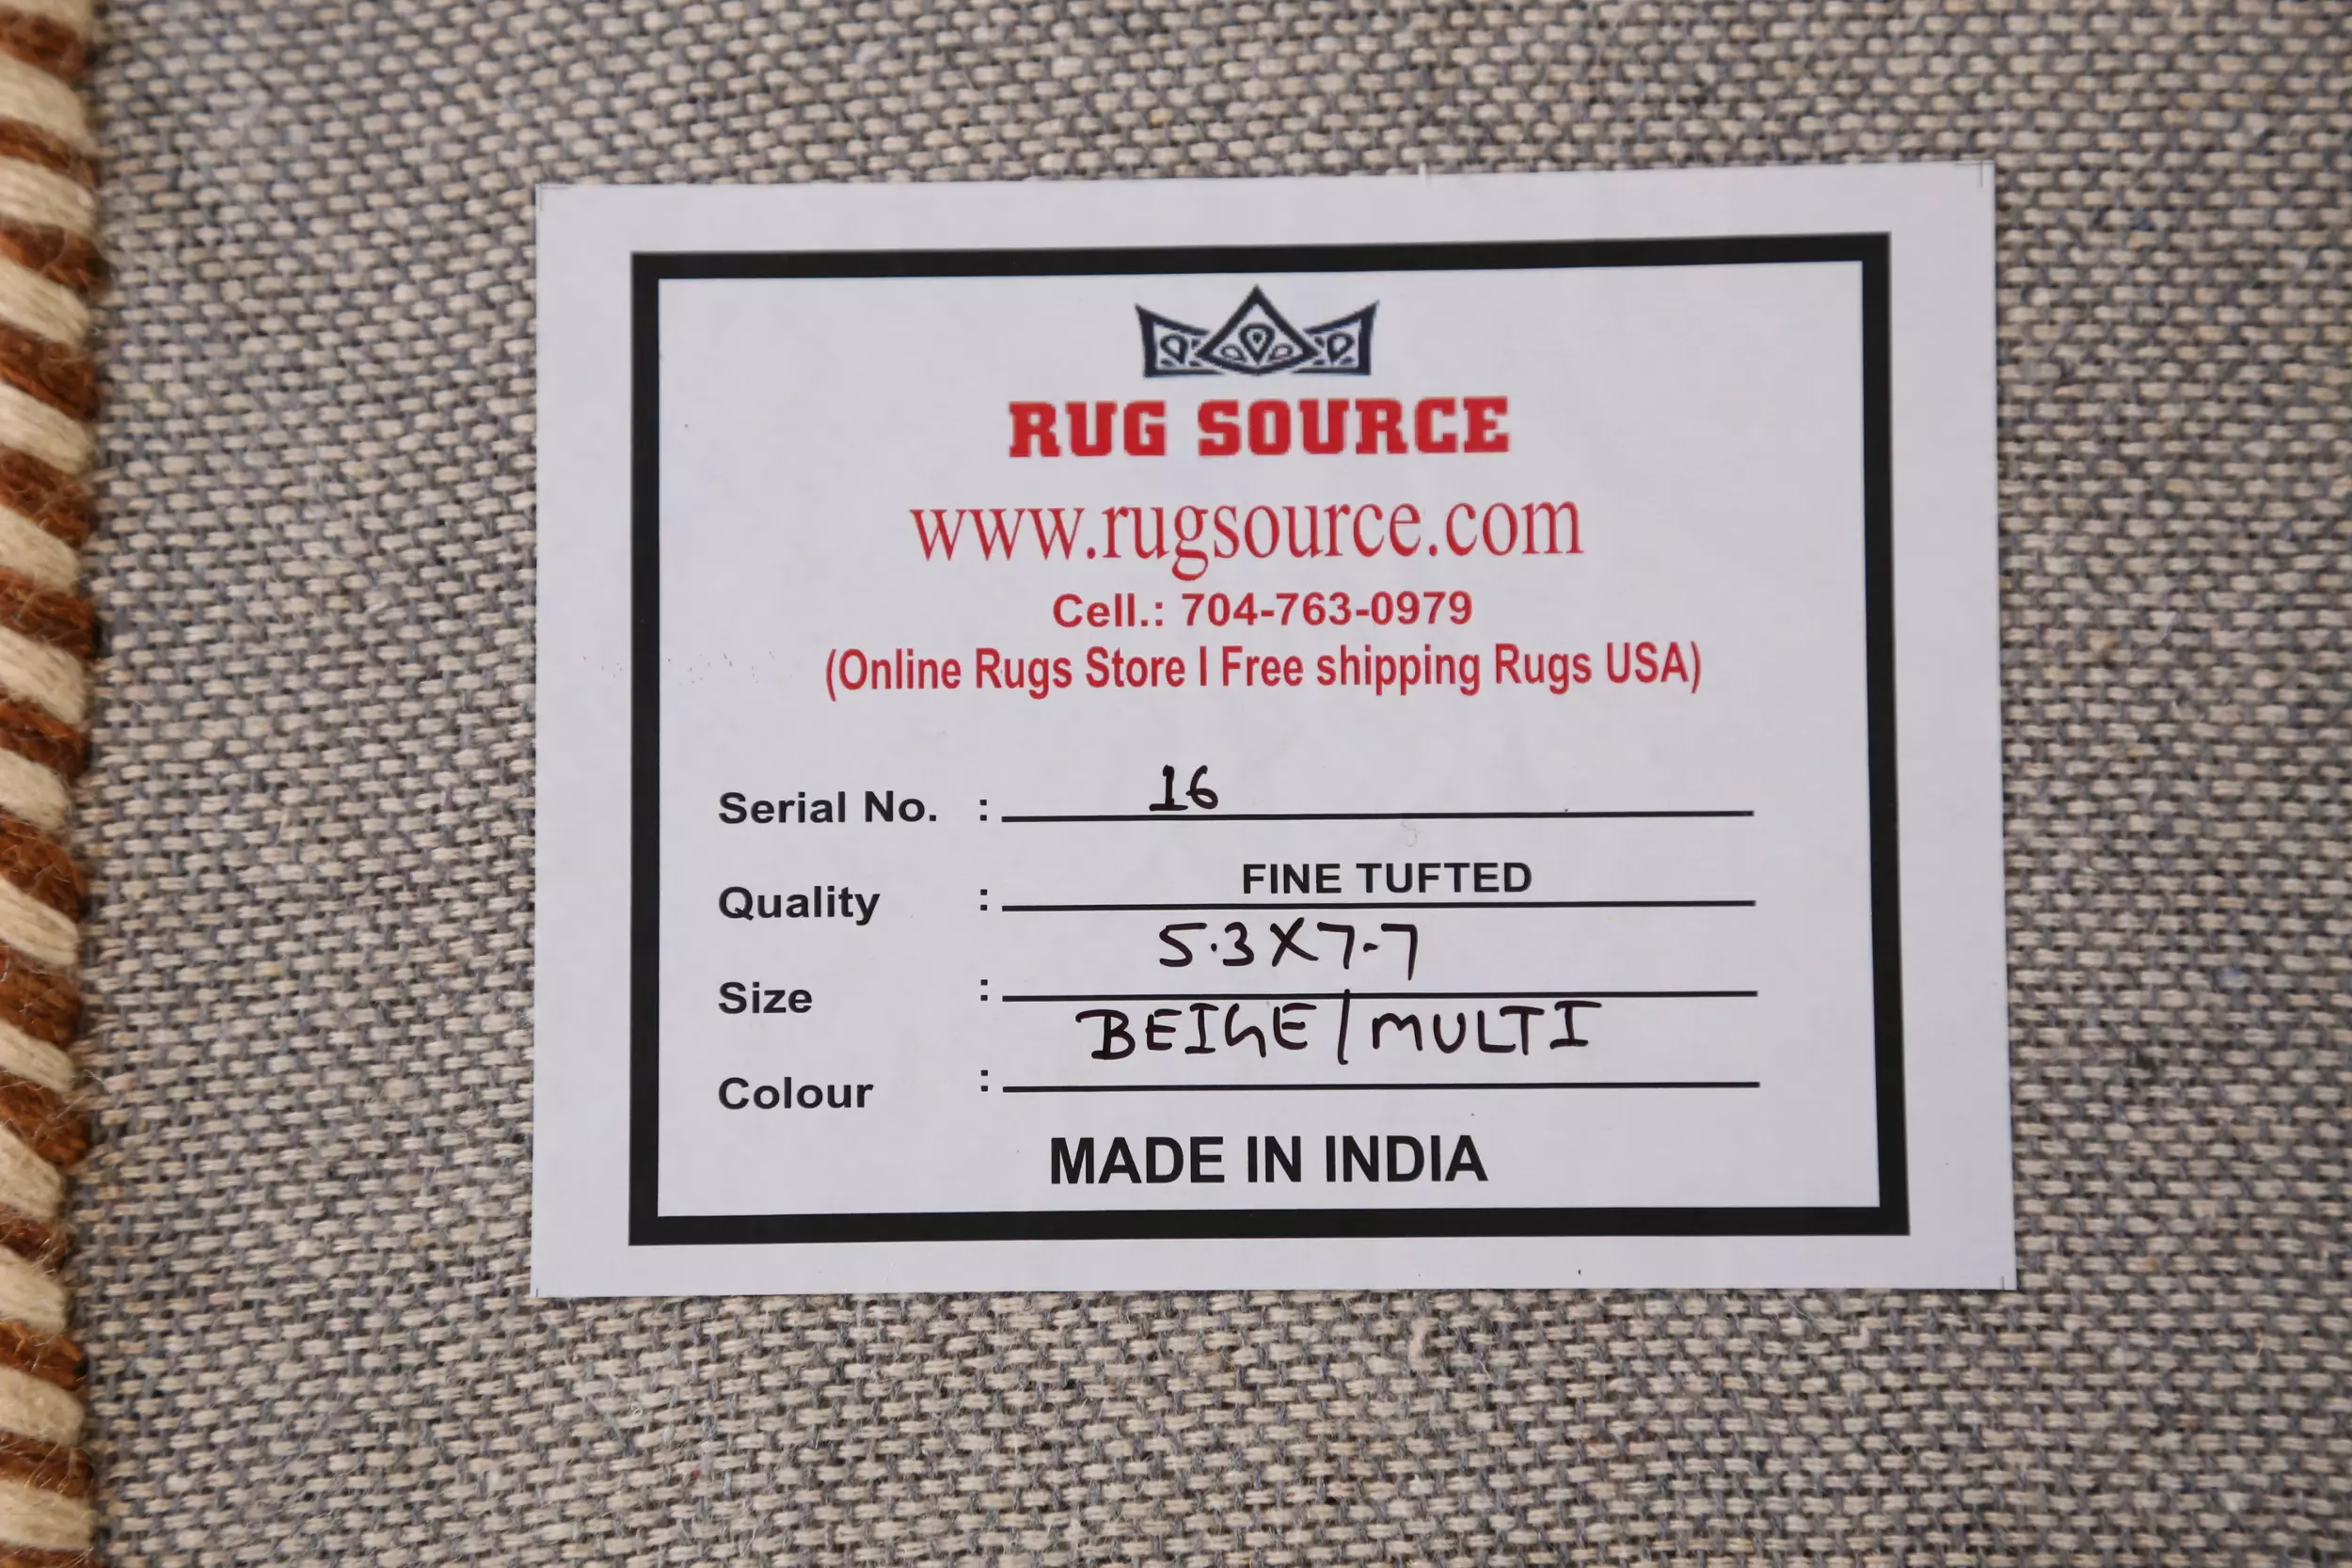 RUG SOURCE
www.rugsource.com
Cell.: 704-763-0979
(Online Rugs Store I Free shipping Rugs USA)
Serial No. : 16
Quality : FINE TUFTED
Size : 5.3X7-7
Colour : BEIGE/MULTI
MADE IN INDIA